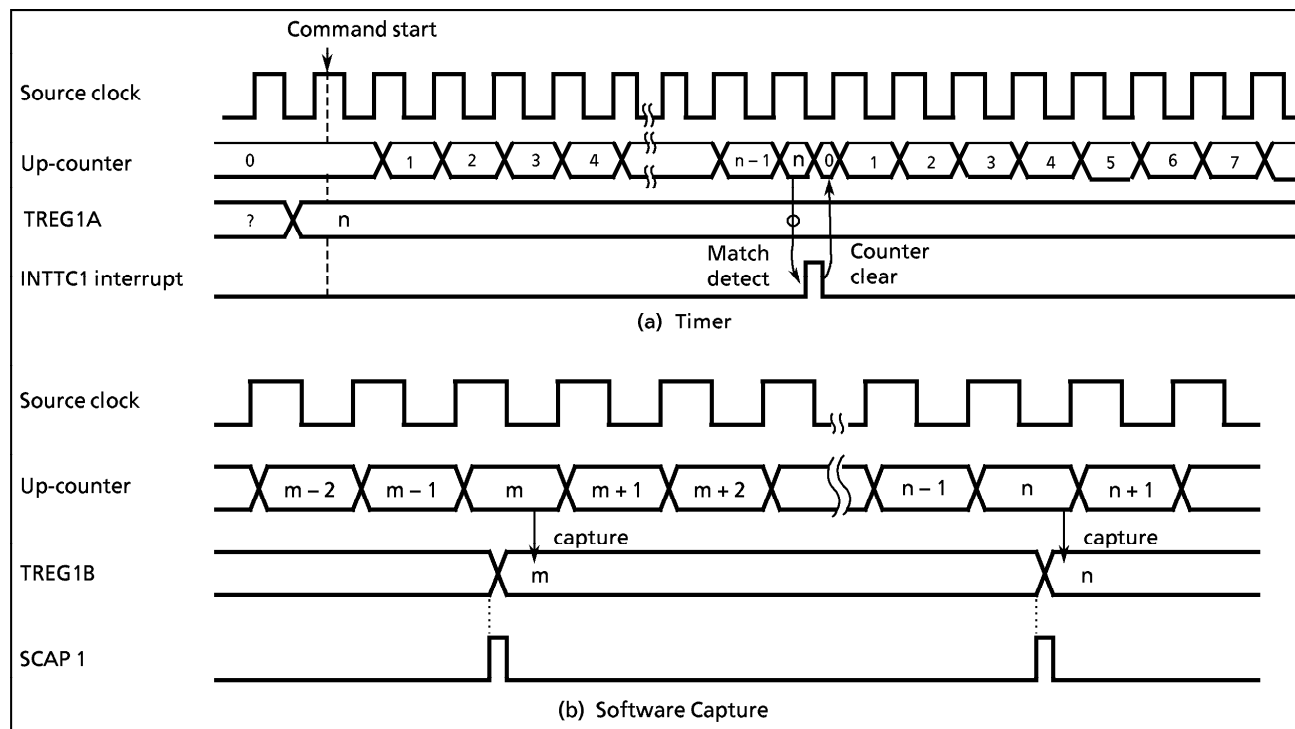 Command start
Source clock
Up-counter 0 1 2 3 4 n – 1 n 0 1 2 3 4 5 6 7
TREG1A ? n
Match detect
Counter clear
INTTC1 interrupt
(a) Timer
Source clock
Up-counter m – 2 m – 1 m m + 1 m + 2 n – 1 n n + 1
capture capture
TREG1B m n
SCAP 1
(b) Software Capture